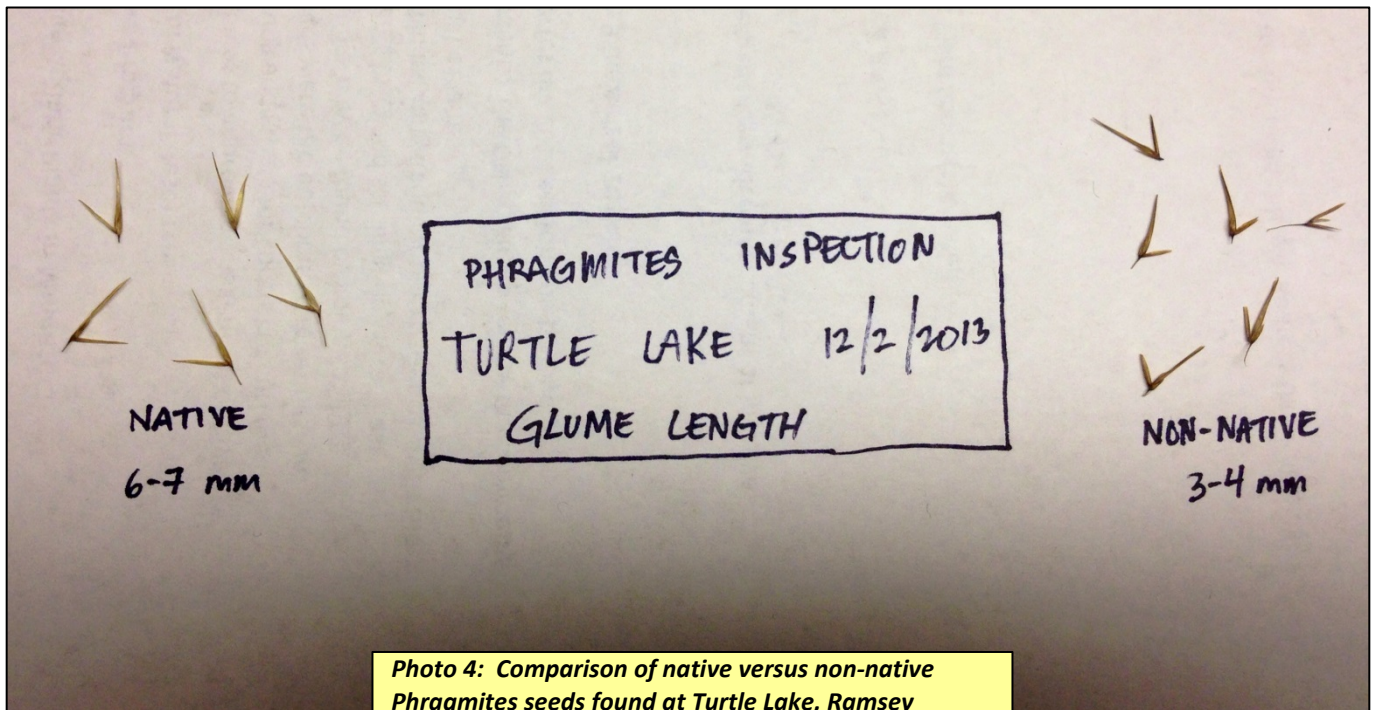 PHRAGMITES INSPECTION
TURTLE LAKE 12/2/2013
GLUME LENGTH
NATIVE
6-7 mm
NON-NATIVE
3-4 mm
Photo 4: Comparison of native versus non-native
Phragmites seeds found at Turtle Lake, Ramsey